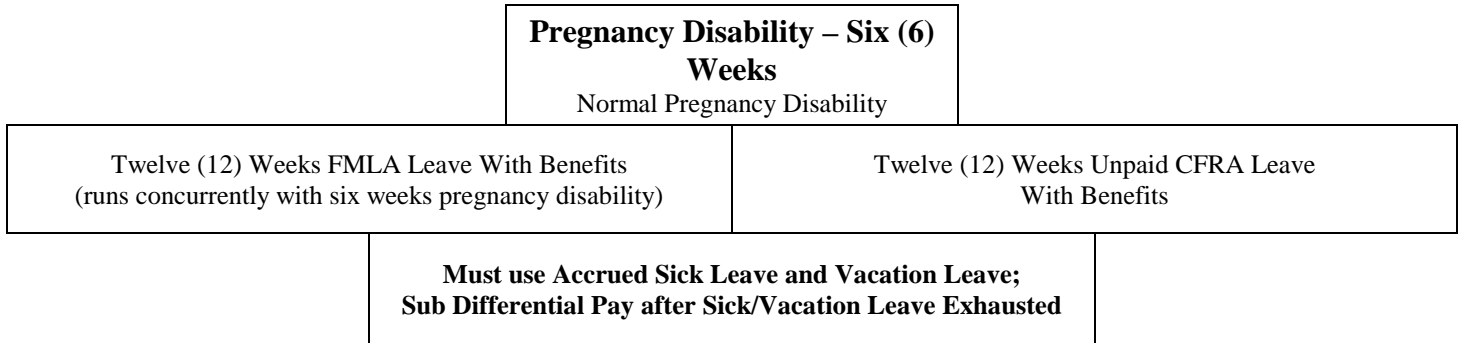 Pregnancy Disability – Six (6)
Weeks
Normal Pregnancy Disability
Twelve (12) Weeks FMLA Leave With Benefits
(runs concurrently with six weeks pregnancy disability)
Twelve (12) Weeks Unpaid CFRA Leave
With Benefits
Must use Accrued Sick Leave and Vacation Leave;
Sub Differential Pay after Sick/Vacation Leave Exhausted